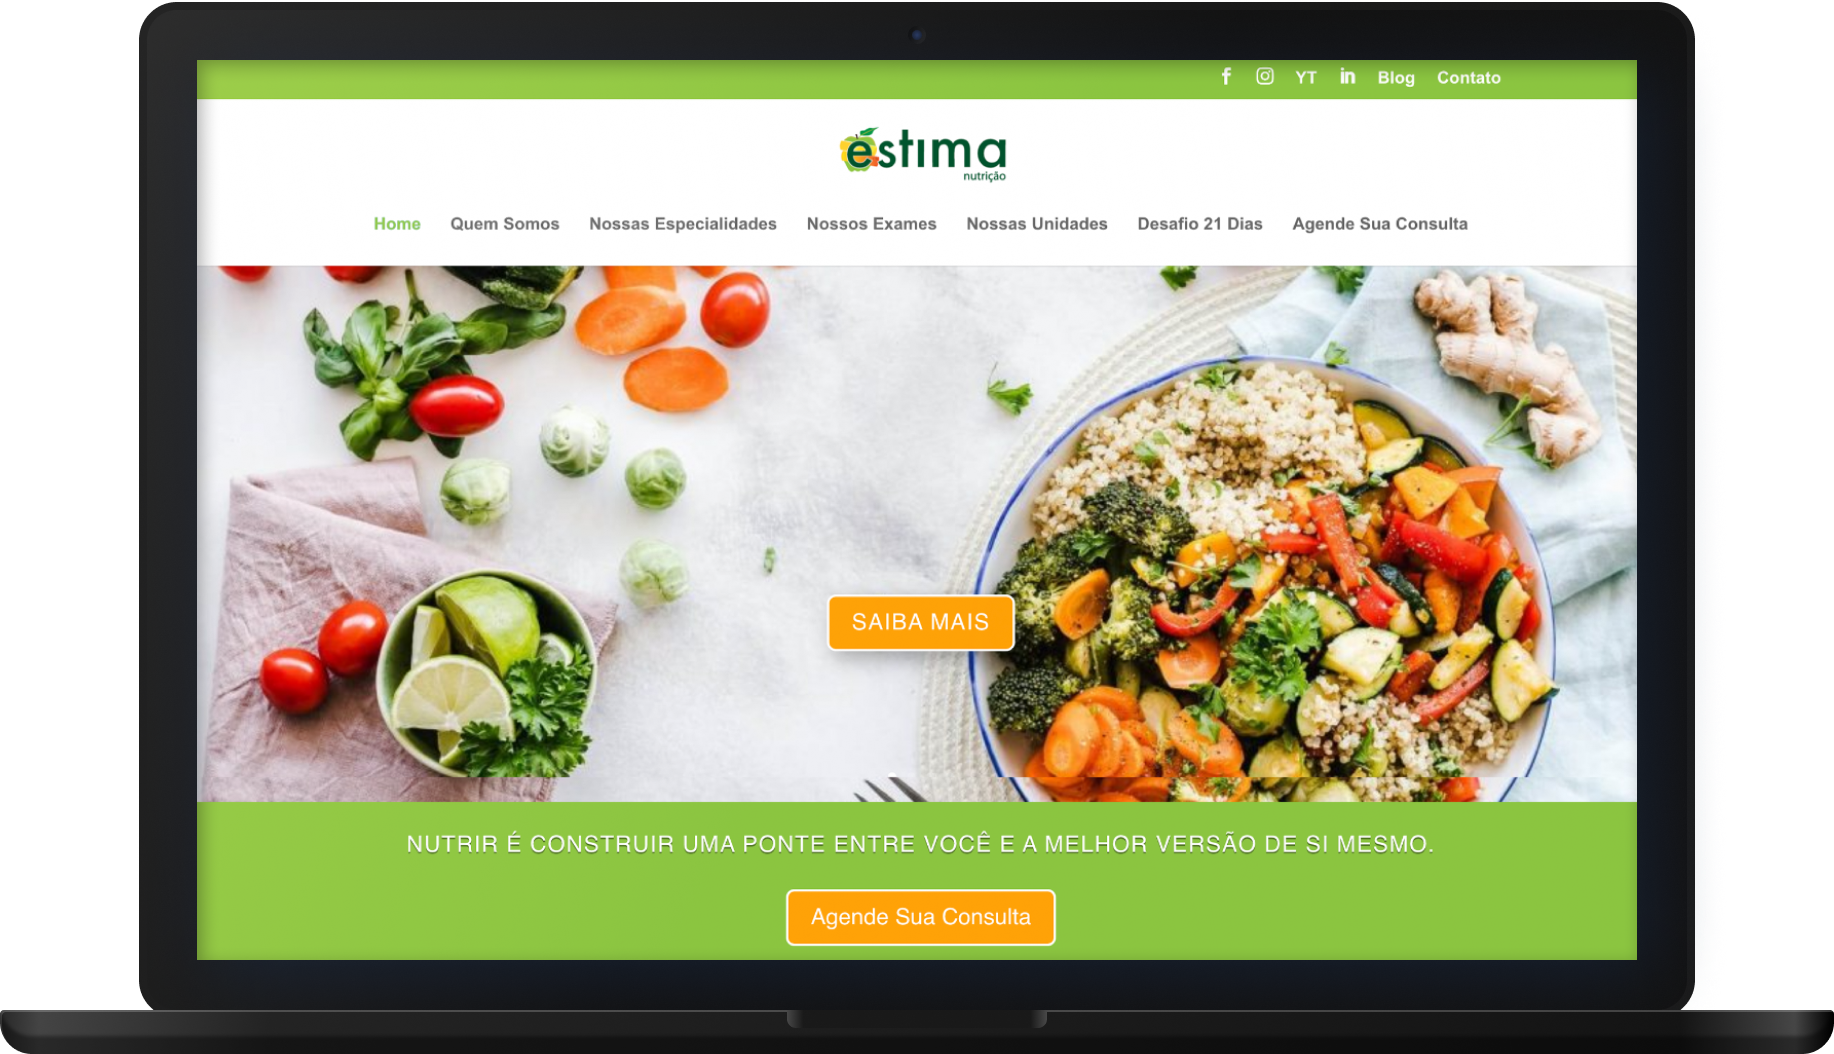 YT Blog Contato
estima
nutrição
Home Quem Somos Nossas Especialidades Nossos Exames Nossas Unidades Desafio 21 Dias Agende Sua Consulta
SAIBA MAIS
NUTRIR É CONSTRUIR UMA PONTE ENTRE VOCÊ E A MELHOR VERSÃO DE SI MESMO.
Agende Sua Consulta